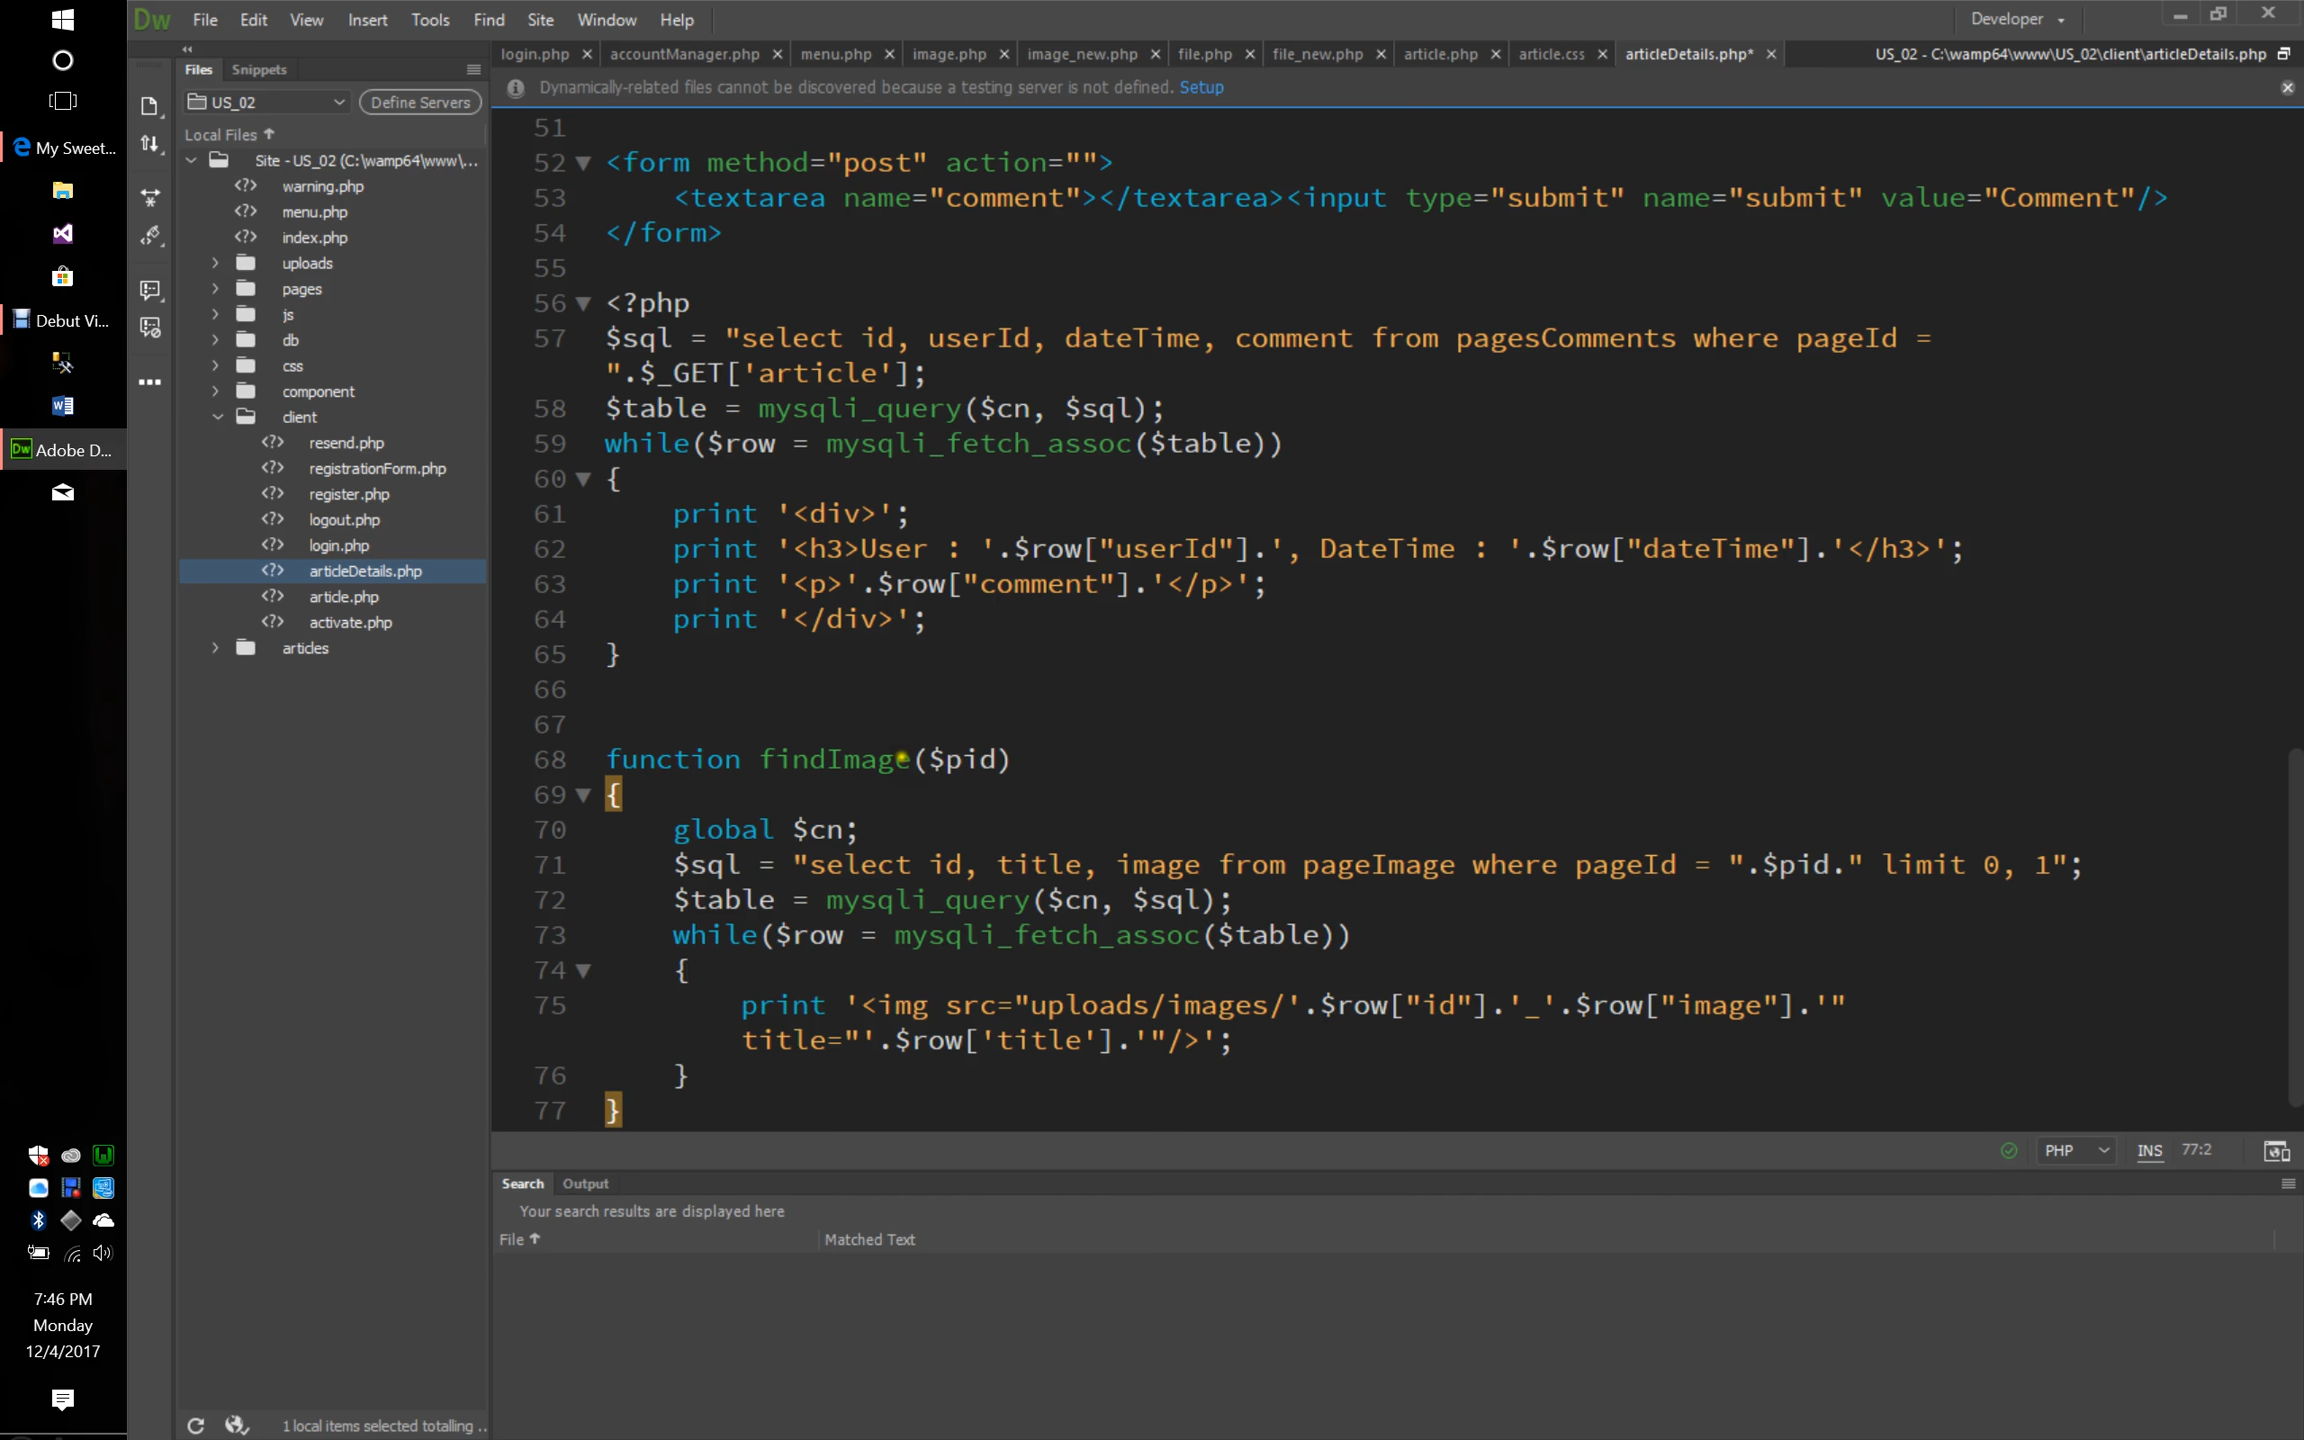 Dw File Edit View Insert Tools Find Site Window Help Developer
Files Snippets
US_02 Define Servers
Local Files
Site - US_02 (C:\wamp64\www\...
warning.php
menu.php
index.php
uploads
pages
js
db
css
component
client
resend.php
registrationForm.php
register.php
logout.php
login.php
articleDetails.php
article.php
activate.php
articles
1 local items selected totalling ..
My Sweet...
Debut Vi...
Dw Adobe D...
7:46 PM
Monday
12/4/2017
login.php accountManager.php menu.php image.php image_new.php file.php file_new.php article.php article.css articleDetails.php* US_02 - C:\wamp64\www\US_02\client\articleDetails.php
Dynamically-related files cannot be discovered because a testing server is not defined. Setup
51
52 <form method="post" action="">
53 <textarea name="comment"></textarea><input type="submit" name="submit" value="Comment"/>
54 </form>
55
56 <?php
57 $sql = "select id, userId, dateTime, comment from pagesComments where pageId =
".$_GET['article'];
58 $table = mysqli_query($cn, $sql);
59 while($row = mysqli_fetch_assoc($table))
60 {
61 print '<div>';
62 print '<h3>User : '.$row["userId"].', DateTime : '.$row["dateTime"].'</h3>';
63 print '<p>'.$row["comment"].'</p>';
64 print '</div>';
65 }
66
67
68 function findImage($pid)
69 {
70 global $cn;
71 $sql = "select id, title, image from pageImage where pageId = ".$pid." limit 0, 1";
72 $table = mysqli_query($cn, $sql);
73 while($row = mysqli_fetch_assoc($table))
74 {
75 print '<img src="uploads/images/'.$row["id"].'_'.$row["image"].'"
title="'.$row['title'].'"/>';
76 }
77 }
PHP INS 77:2
Search Output
Your search results are displayed here
File Matched Text